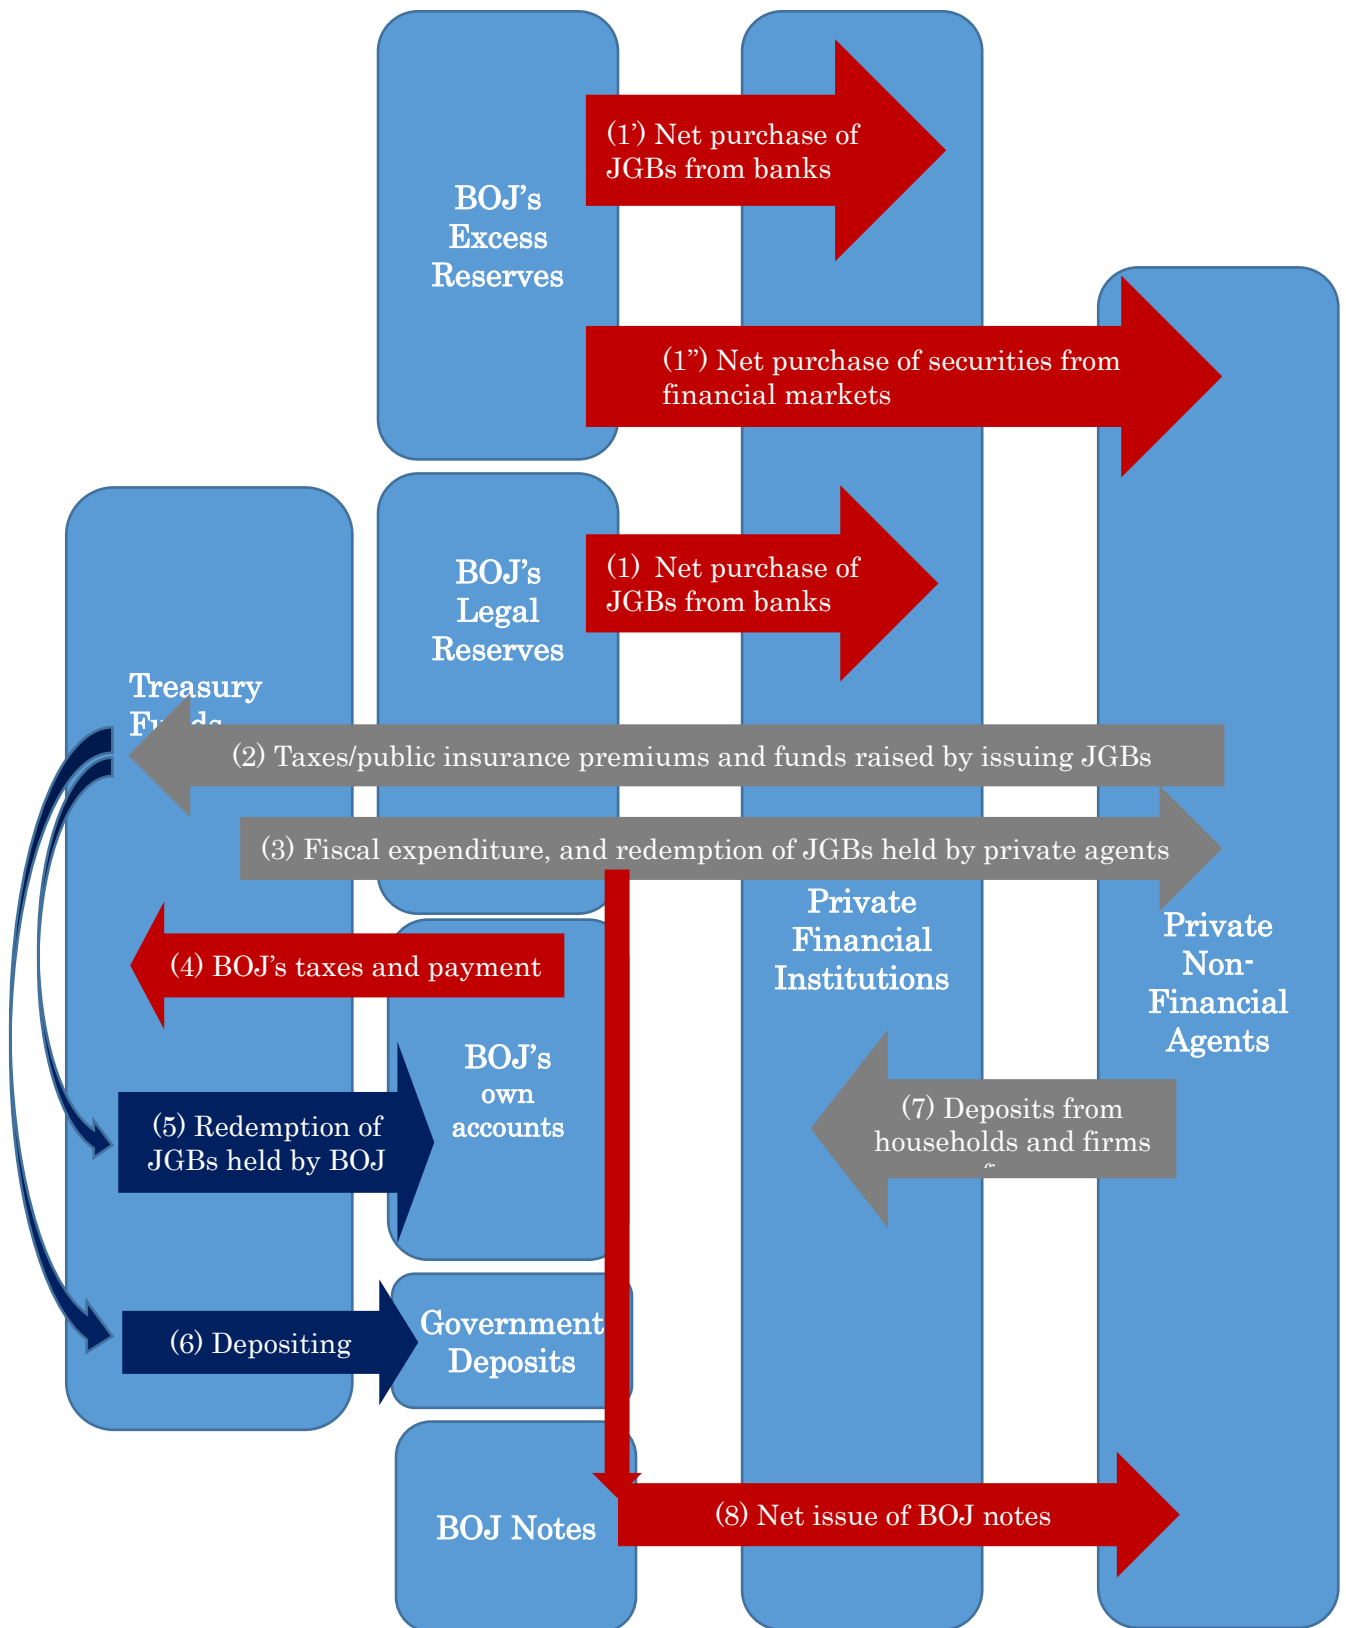 (1’) Net purchase of
JGBs from banks
BOJ’s
Excess
Reserves
(1”) Net purchase of securities from
financial markets
BOJ’s
Legal
Reserves
(1) Net purchase of
JGBs from banks
Treasury
(2) Taxes/public insurance premiums and funds raised by issuing JGBs
(3) Fiscal expenditure, and redemption of JGBs held by private agents
Private
Financial
Institutions
Private
Non-
Financial
Agents
(4) BOJ’s taxes and payment
BOJ’s
own
accounts
(5) Redemption of
JGBs held by BOJ
(7) Deposits from
households and firms
(6) Depositing
Government
Deposits
BOJ Notes
(8) Net issue of BOJ notes